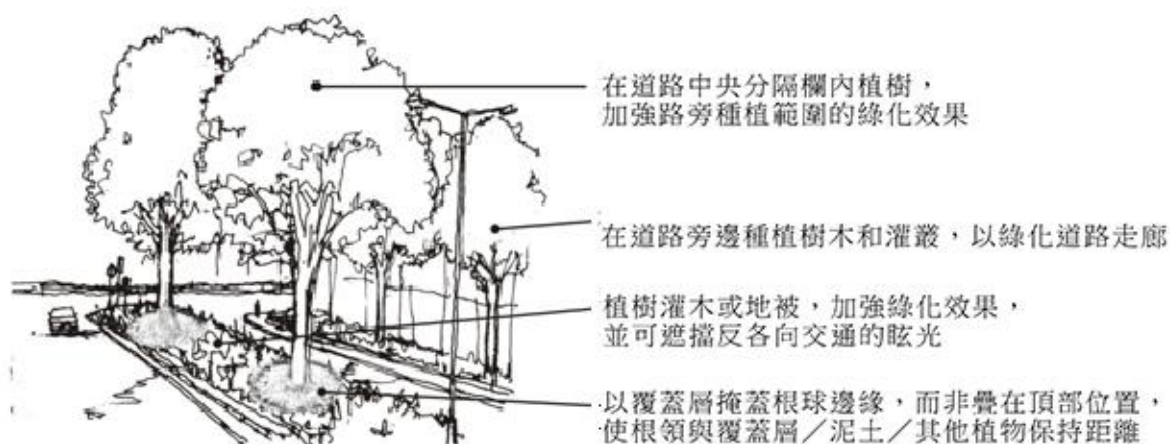 在道路中央分隔欄內植樹，
加強路旁種植範圍的綠化效果
在道路旁邊種植樹木和灌叢，以綠化道路走廊
植樹灌木或地被，加強綠化效果，
並可遮擋反各向交通的眩光
以覆蓋層掩蓋根球邊緣，而非疊在頂部位置，
使根領與覆蓋層／泥土／其他植物保持距離